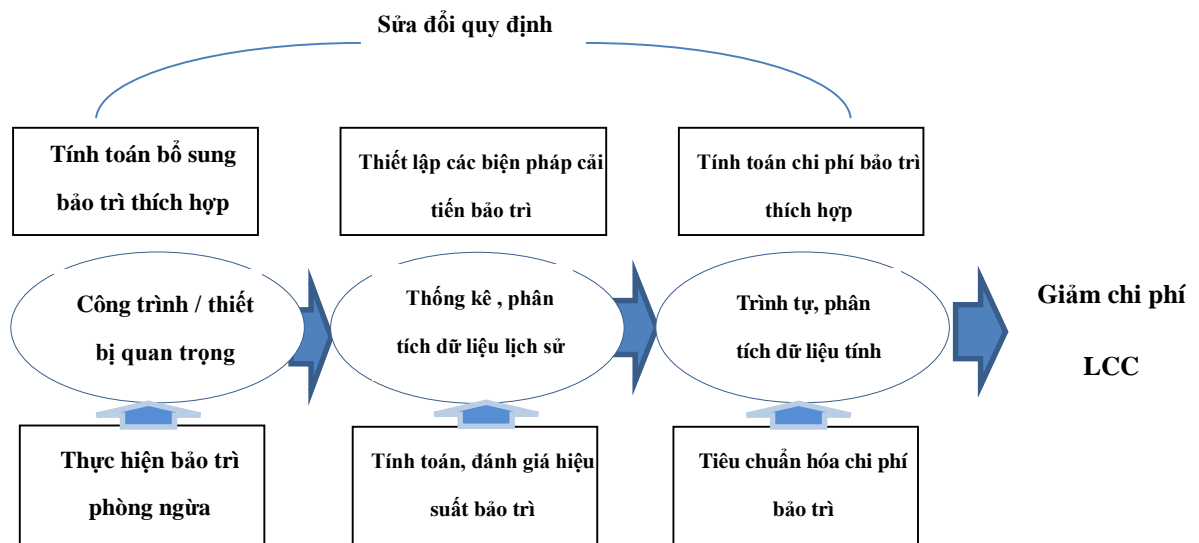 Sửa đổi quy định
Tính toán bổ sung
bảo trì thích hợp
Thiết lập các biện pháp cải
tiến bảo trì
Tính toán chi phí bảo trì
thích hợp
Công trình / thiết
bị quan trọng
Thống kê , phân
tích dữ liệu lịch sử
Trình tự, phân
tích dữ liệu tính
Giảm chi phí
LCC
Thực hiện bảo trì
phòng ngừa
Tính toán, đánh giá hiệu
suất bảo trì
Tiêu chuẩn hóa chi phí
bảo trì